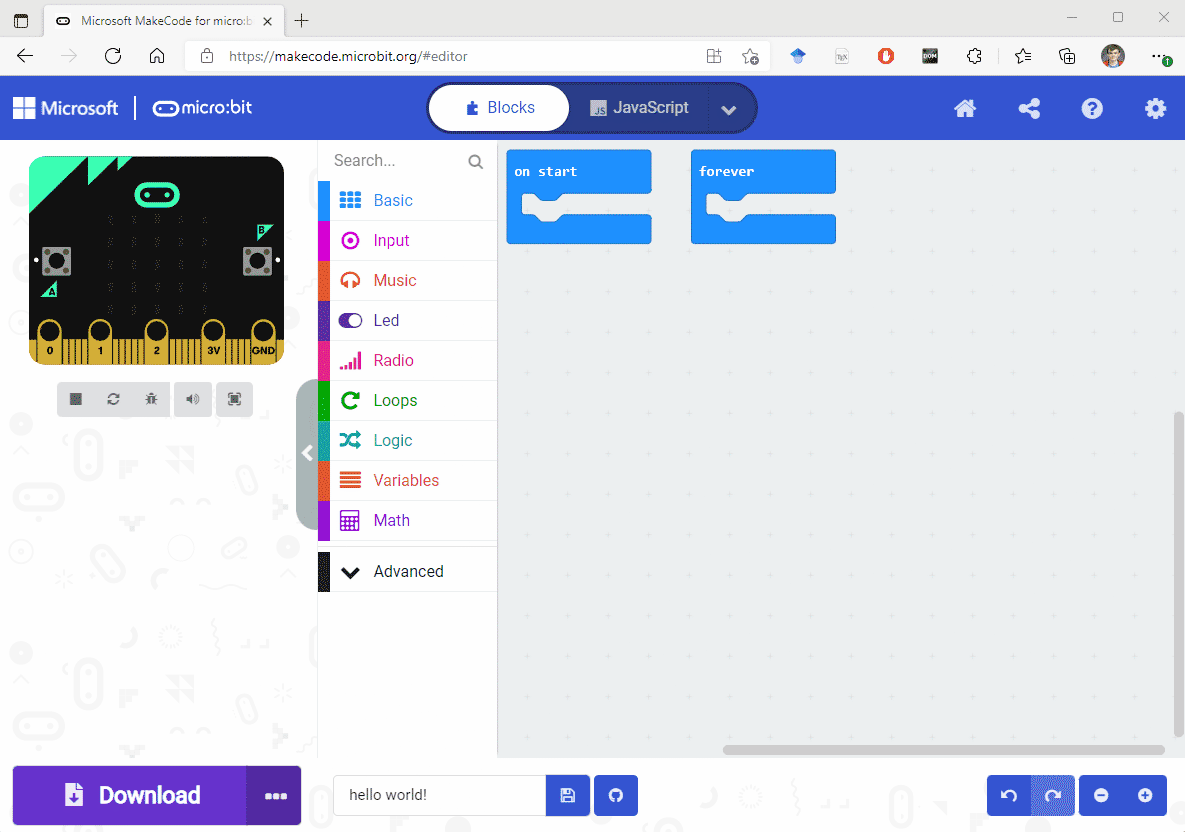 Microsoft MakeCode for micro:b
https://makecode.microbit.org/#editor
Microsoft
micro:bit
Blocks
JS
JavaScript
B
A
0
1
2
3V
GND
Search...
Basic
Input
Music
Led
Radio
Loops
Logic
Variables
Math
Advanced
on start
forever
Download
hello world!